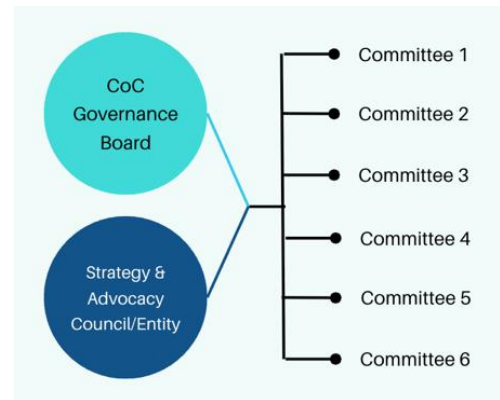 CoC
Governance
Board
Strategy &
Advocacy
Council/Entity
Committee 1
Committee 2
Committee 3
Committee 4
Committee 5
Committee 6